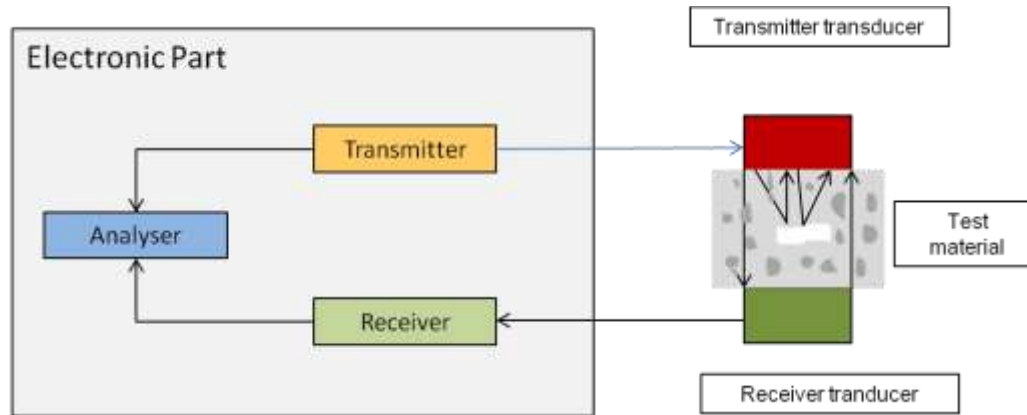 Transmitter transducer
Electronic Part
Transmitter
Analyser
Test
material
Receiver
Receiver tranducer